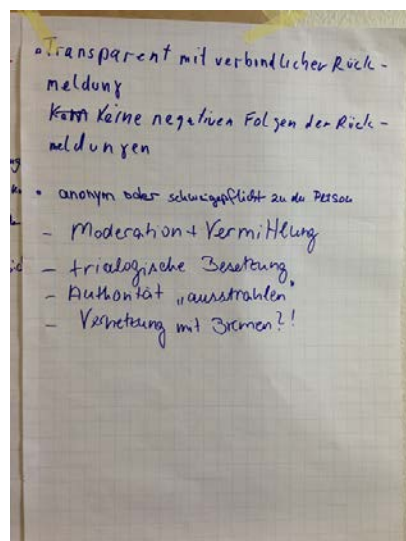 • Transparent mit verbindlicher Rück-
meldung
Keine negativen Folgen der Rück-
meldungen
• anonym oder schweigepflicht zu der Person
- Moderation + Vermittlung
- trialogische Besetzung
- Authorität „ausstrahlen"
- Vernetzung mit Bremen?!